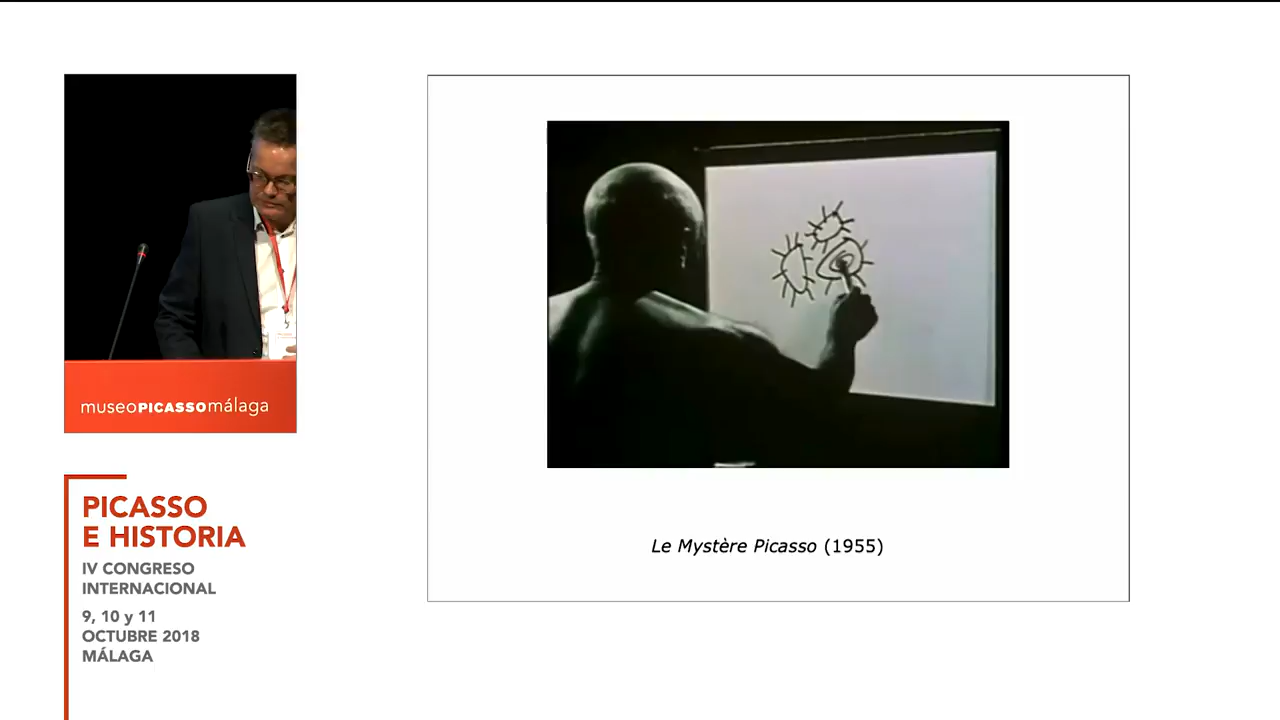 museoPICASSOmálaga
PICASSO
E HISTORIA
IV CONGRESO
INTERNACIONAL
9, 10 y 11
OCTUBRE 2018
MÁLAGA
Le Mystère Picasso (1955)